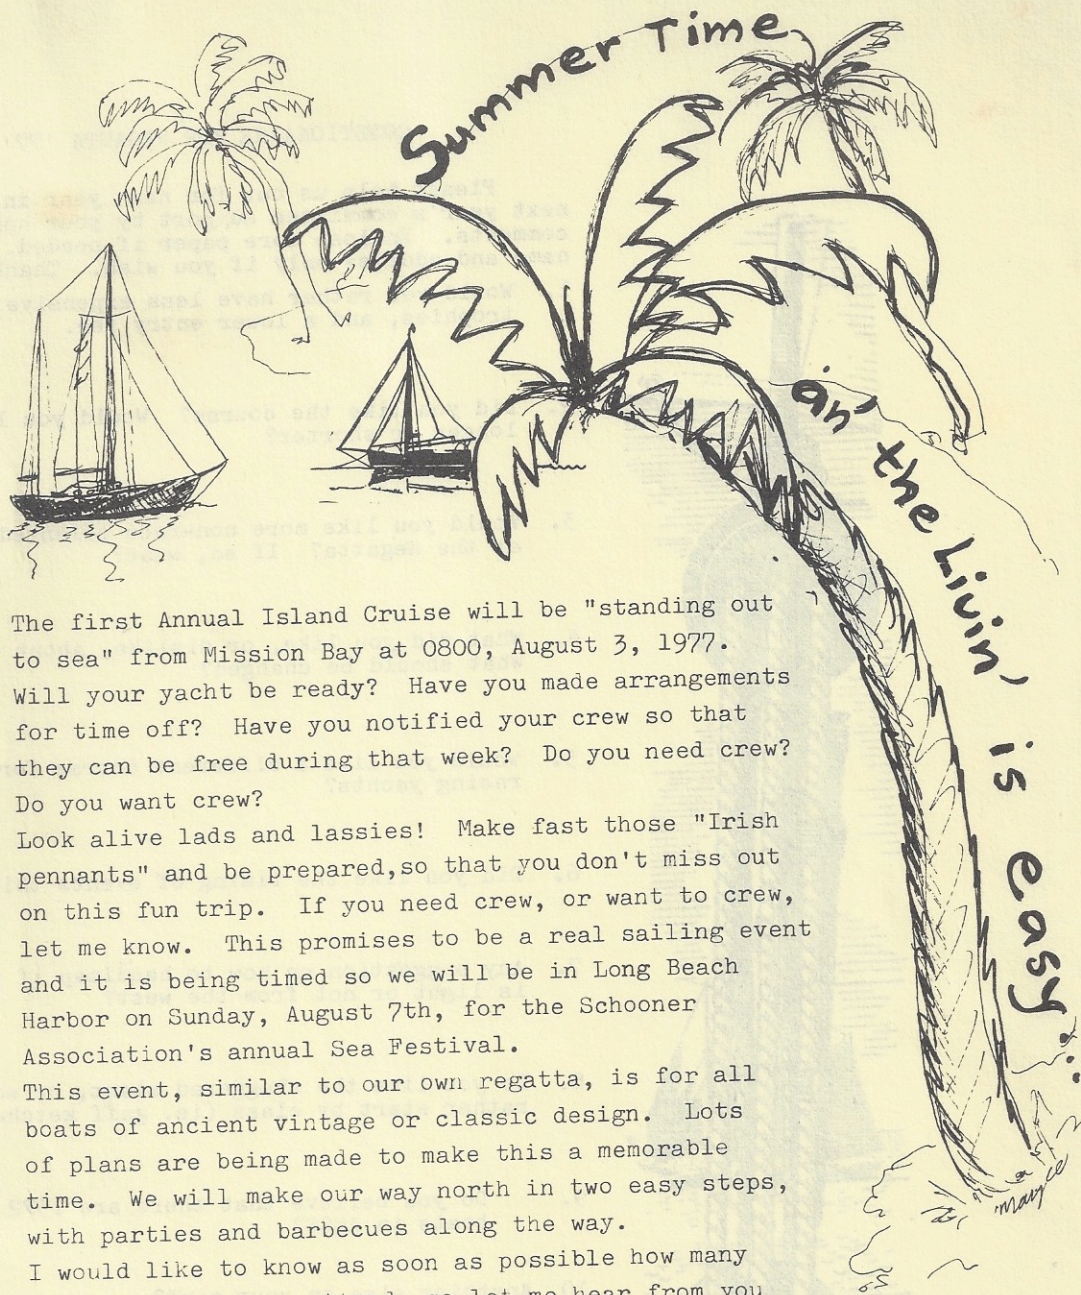 Summer Time
an' the Livin' is easy...
The first Annual Island Cruise will be "standing out
to sea" from Mission Bay at 0800, August 3, 1977.
Will your yacht be ready?  Have you made arrangements
for time off?  Have you notified your crew so that
they can be free during that week?  Do you need crew?
Do you want crew?
Look alive lads and lassies!  Make fast those "Irish
pennants" and be prepared,so that you don't miss out
on this fun trip.  If you need crew, or want to crew,
let me know.  This promises to be a real sailing event
and it is being timed so we will be in Long Beach
Harbor on Sunday, August 7th, for the Schooner
Association's annual Sea Festival.
This event, similar to our own regatta, is for all
boats of ancient vintage or classic design.  Lots
of plans are being made to make this a memorable
time.  We will make our way north in two easy steps,
with parties and barbecues along the way.
I would like to know as soon as possible how many
let me hear from you